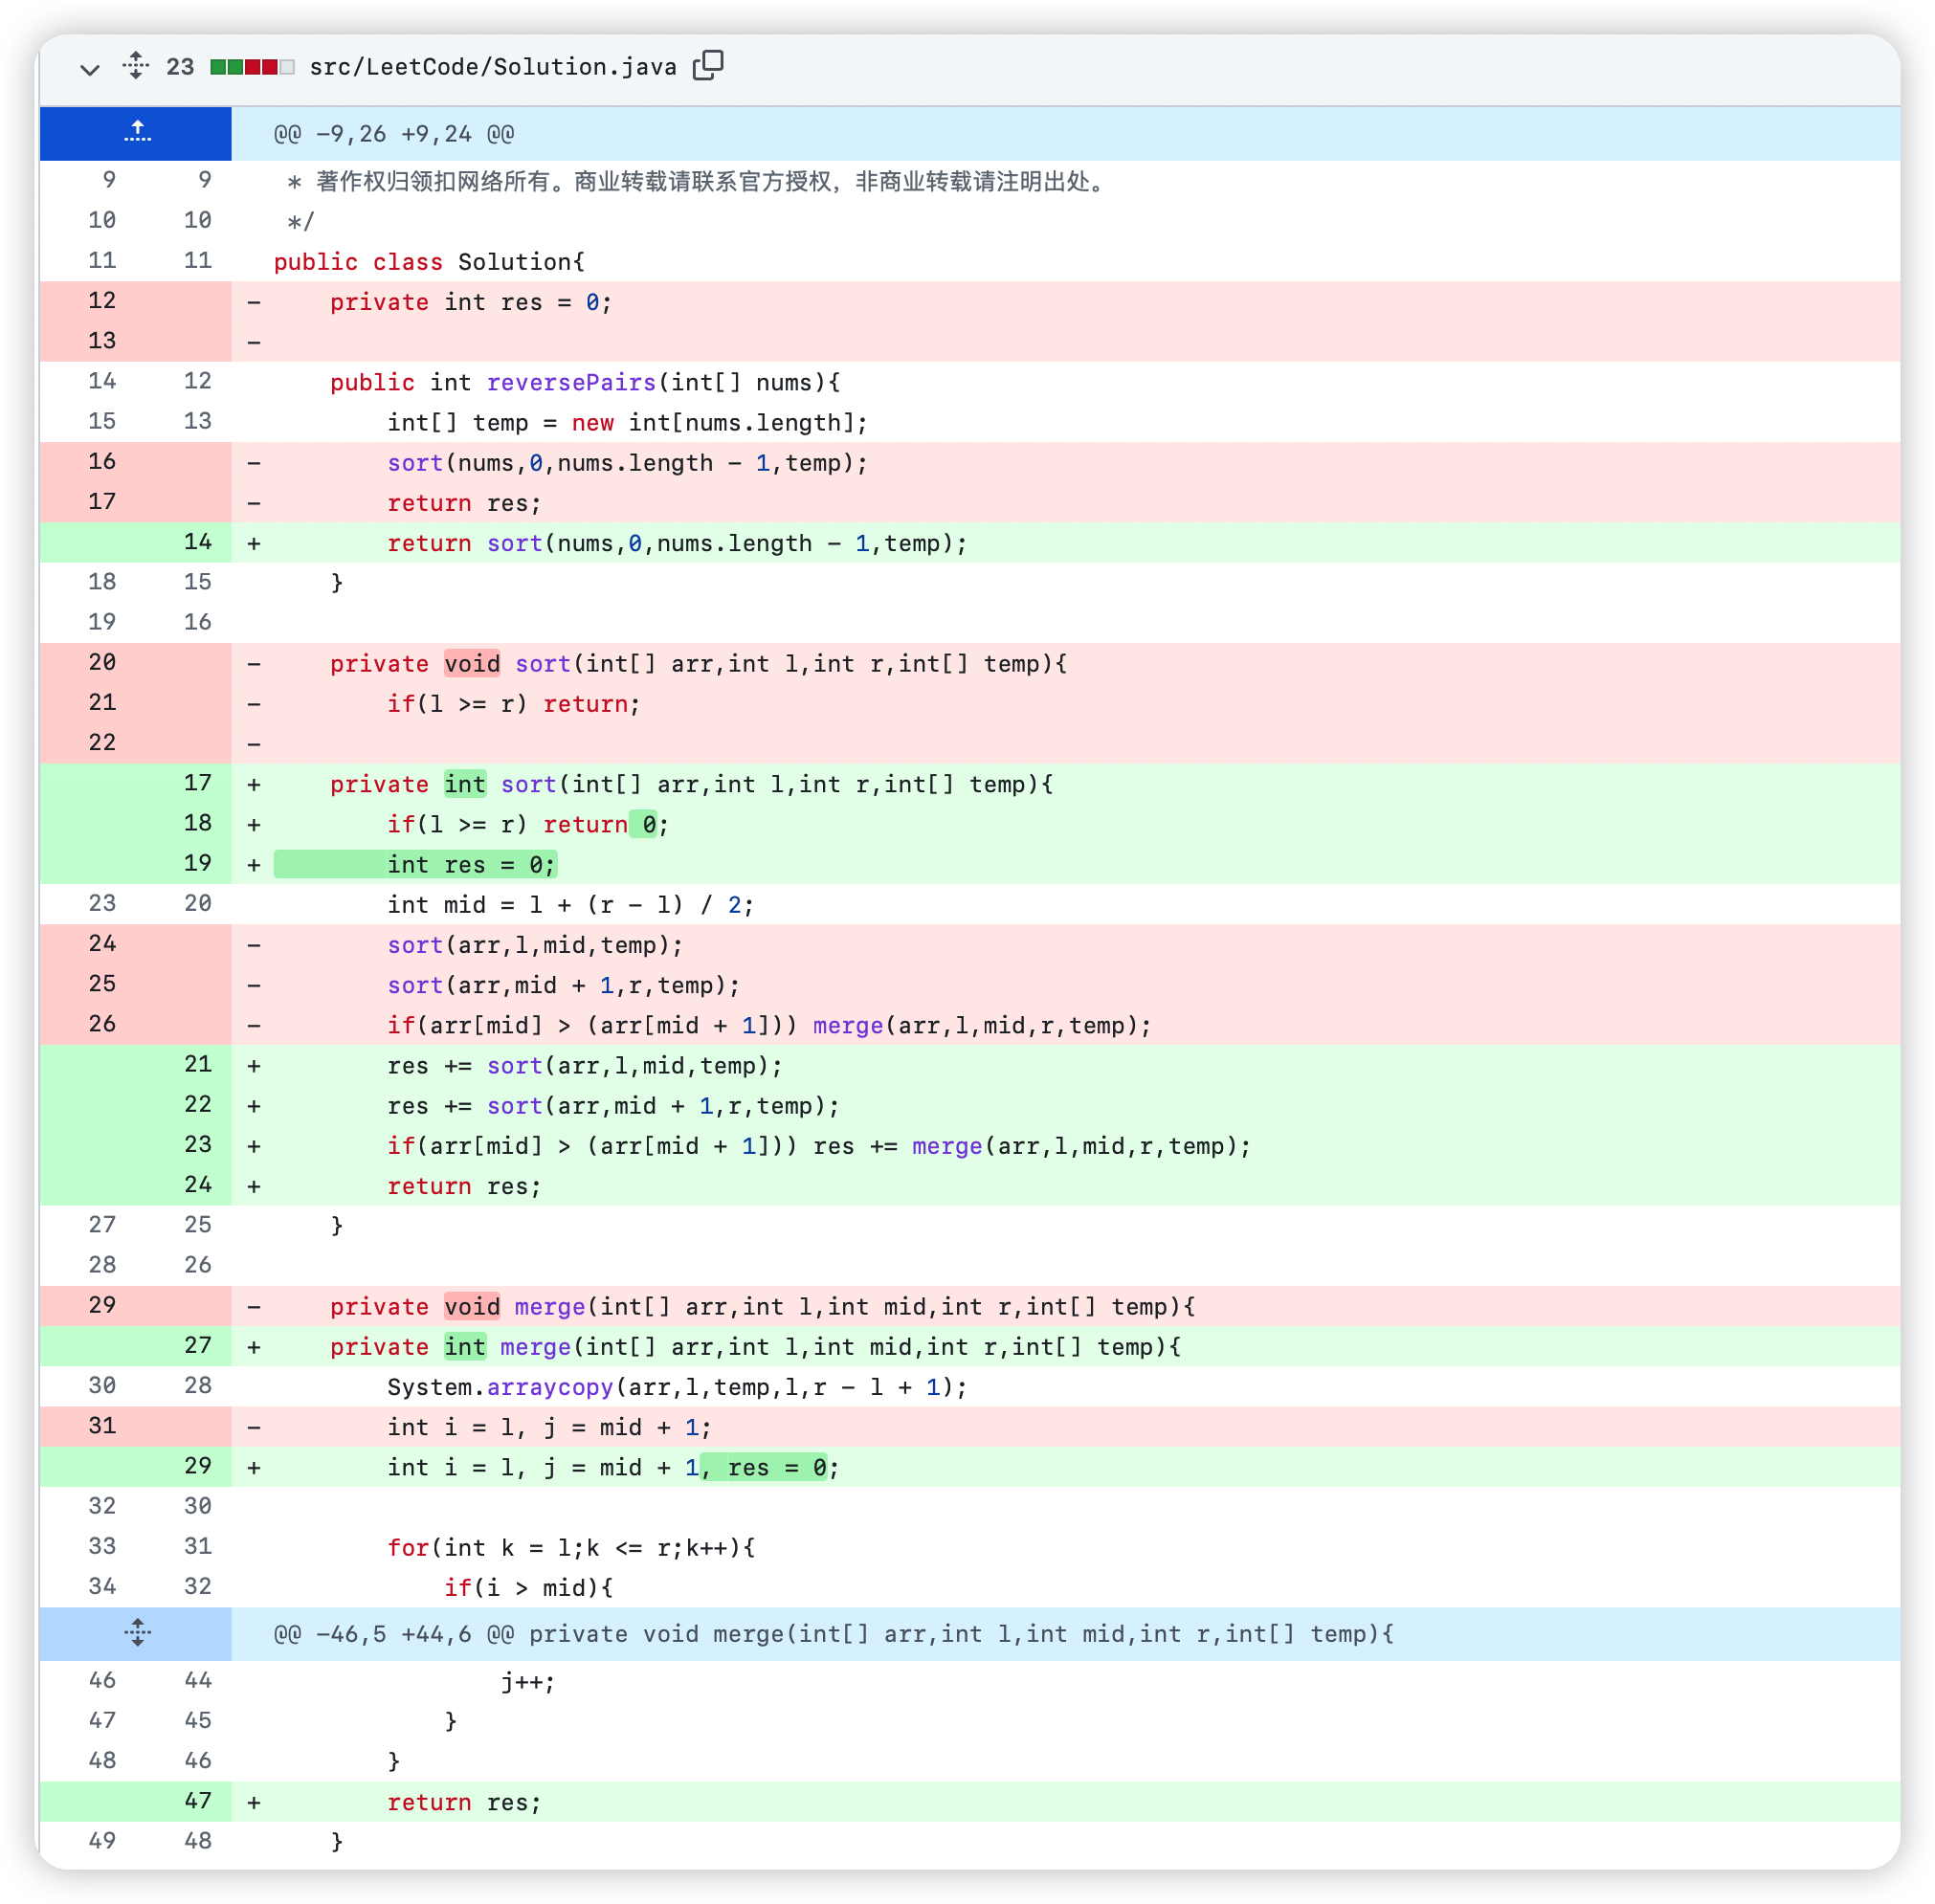 23 src/LeetCode/Solution.java
@@ -9,26 +9,24 @@
9 9 * 著作权归领扣网络所有。商业转载请联系官方授权，非商业转载请注明出处。
10 10 */
11 11 public class Solution{
12 - private int res = 0;
13 -
14 12 public int reversePairs(int[] nums){
15 13 int[] temp = new int[nums.length];
16 - sort(nums,0,nums.length - 1,temp);
17 - return res;
14 + return sort(nums,0,nums.length - 1,temp);
18 15 }
19 16
20 - private void sort(int[] arr,int l,int r,int[] temp){
21 - if(l >= r) return;
22 -
17 + private int sort(int[] arr,int l,int r,int[] temp){
18 + if(l >= r) return 0;
19 + int res = 0;
23 20 int mid = l + (r - l) / 2;
24 - sort(arr,l,mid,temp);
25 - sort(arr,mid + 1,r,temp);
26 - if(arr[mid] > (arr[mid + 1])) merge(arr,l,mid,r,temp);
21 + res += sort(arr,l,mid,temp);
22 + res += sort(arr,mid + 1,r,temp);
23 + if(arr[mid] > (arr[mid + 1])) res += merge(arr,l,mid,r,temp);
24 + return res;
27 25 }
28 26
29 - private void merge(int[] arr,int l,int mid,int r,int[] temp){
27 + private int merge(int[] arr,int l,int mid,int r,int[] temp){
30 28 System.arraycopy(arr,l,temp,l,r - l + 1);
31 - int i = l, j = mid + 1;
29 + int i = l, j = mid + 1, res = 0;
32 30
33 31 for(int k = l;k <= r;k++){
34 32 if(i > mid){
@@ -46,5 +44,6 @@ private void merge(int[] arr,int l,int mid,int r,int[] temp){
46 44 j++;
47 45 }
48 46 }
47 + return res;
49 48 }